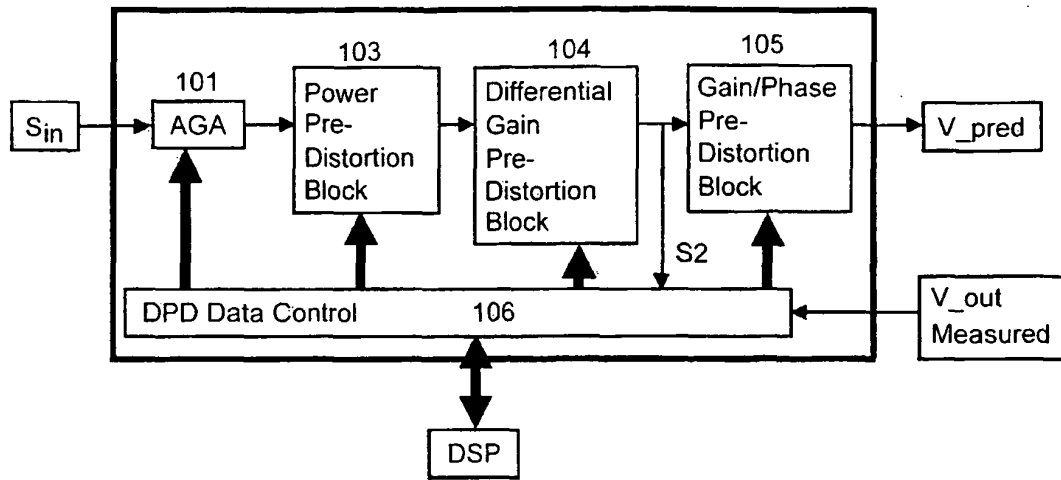 101
103
104
105
Sin
AGA
Power
Pre-
Distortion
Block
Differential
Gain
Pre-
Distortion
Block
Gain/Phase
Pre-
Distortion
Block
V_pred
S2
DPD Data Control 106
V_out
Measured
DSP